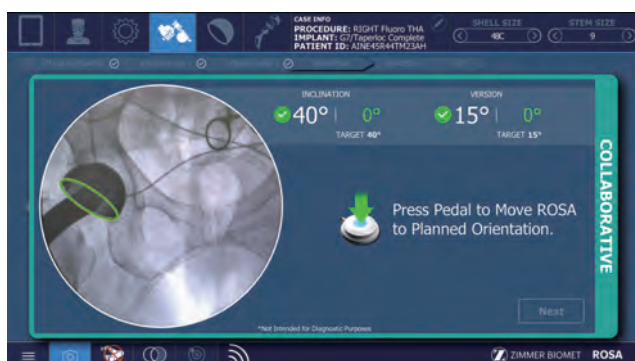 CASE INFO
PROCEDURE: RIGHT Fluoro THA
IMPLANT: G7/Taperloc Complete
PATIENT ID: AINE45R44TM23AH
SHELL SIZE
48C
STEM SIZE
9
INCLINATION
40° | 0°
TARGET 40°
VERSION
15° | 0°
TARGET 15°
COLLABORATIVE
Press Pedal to Move ROSA
to Planned Orientation.
Next
*Not Intended for Diagnostic Purposes
ZIMMER BIOMET ROSA